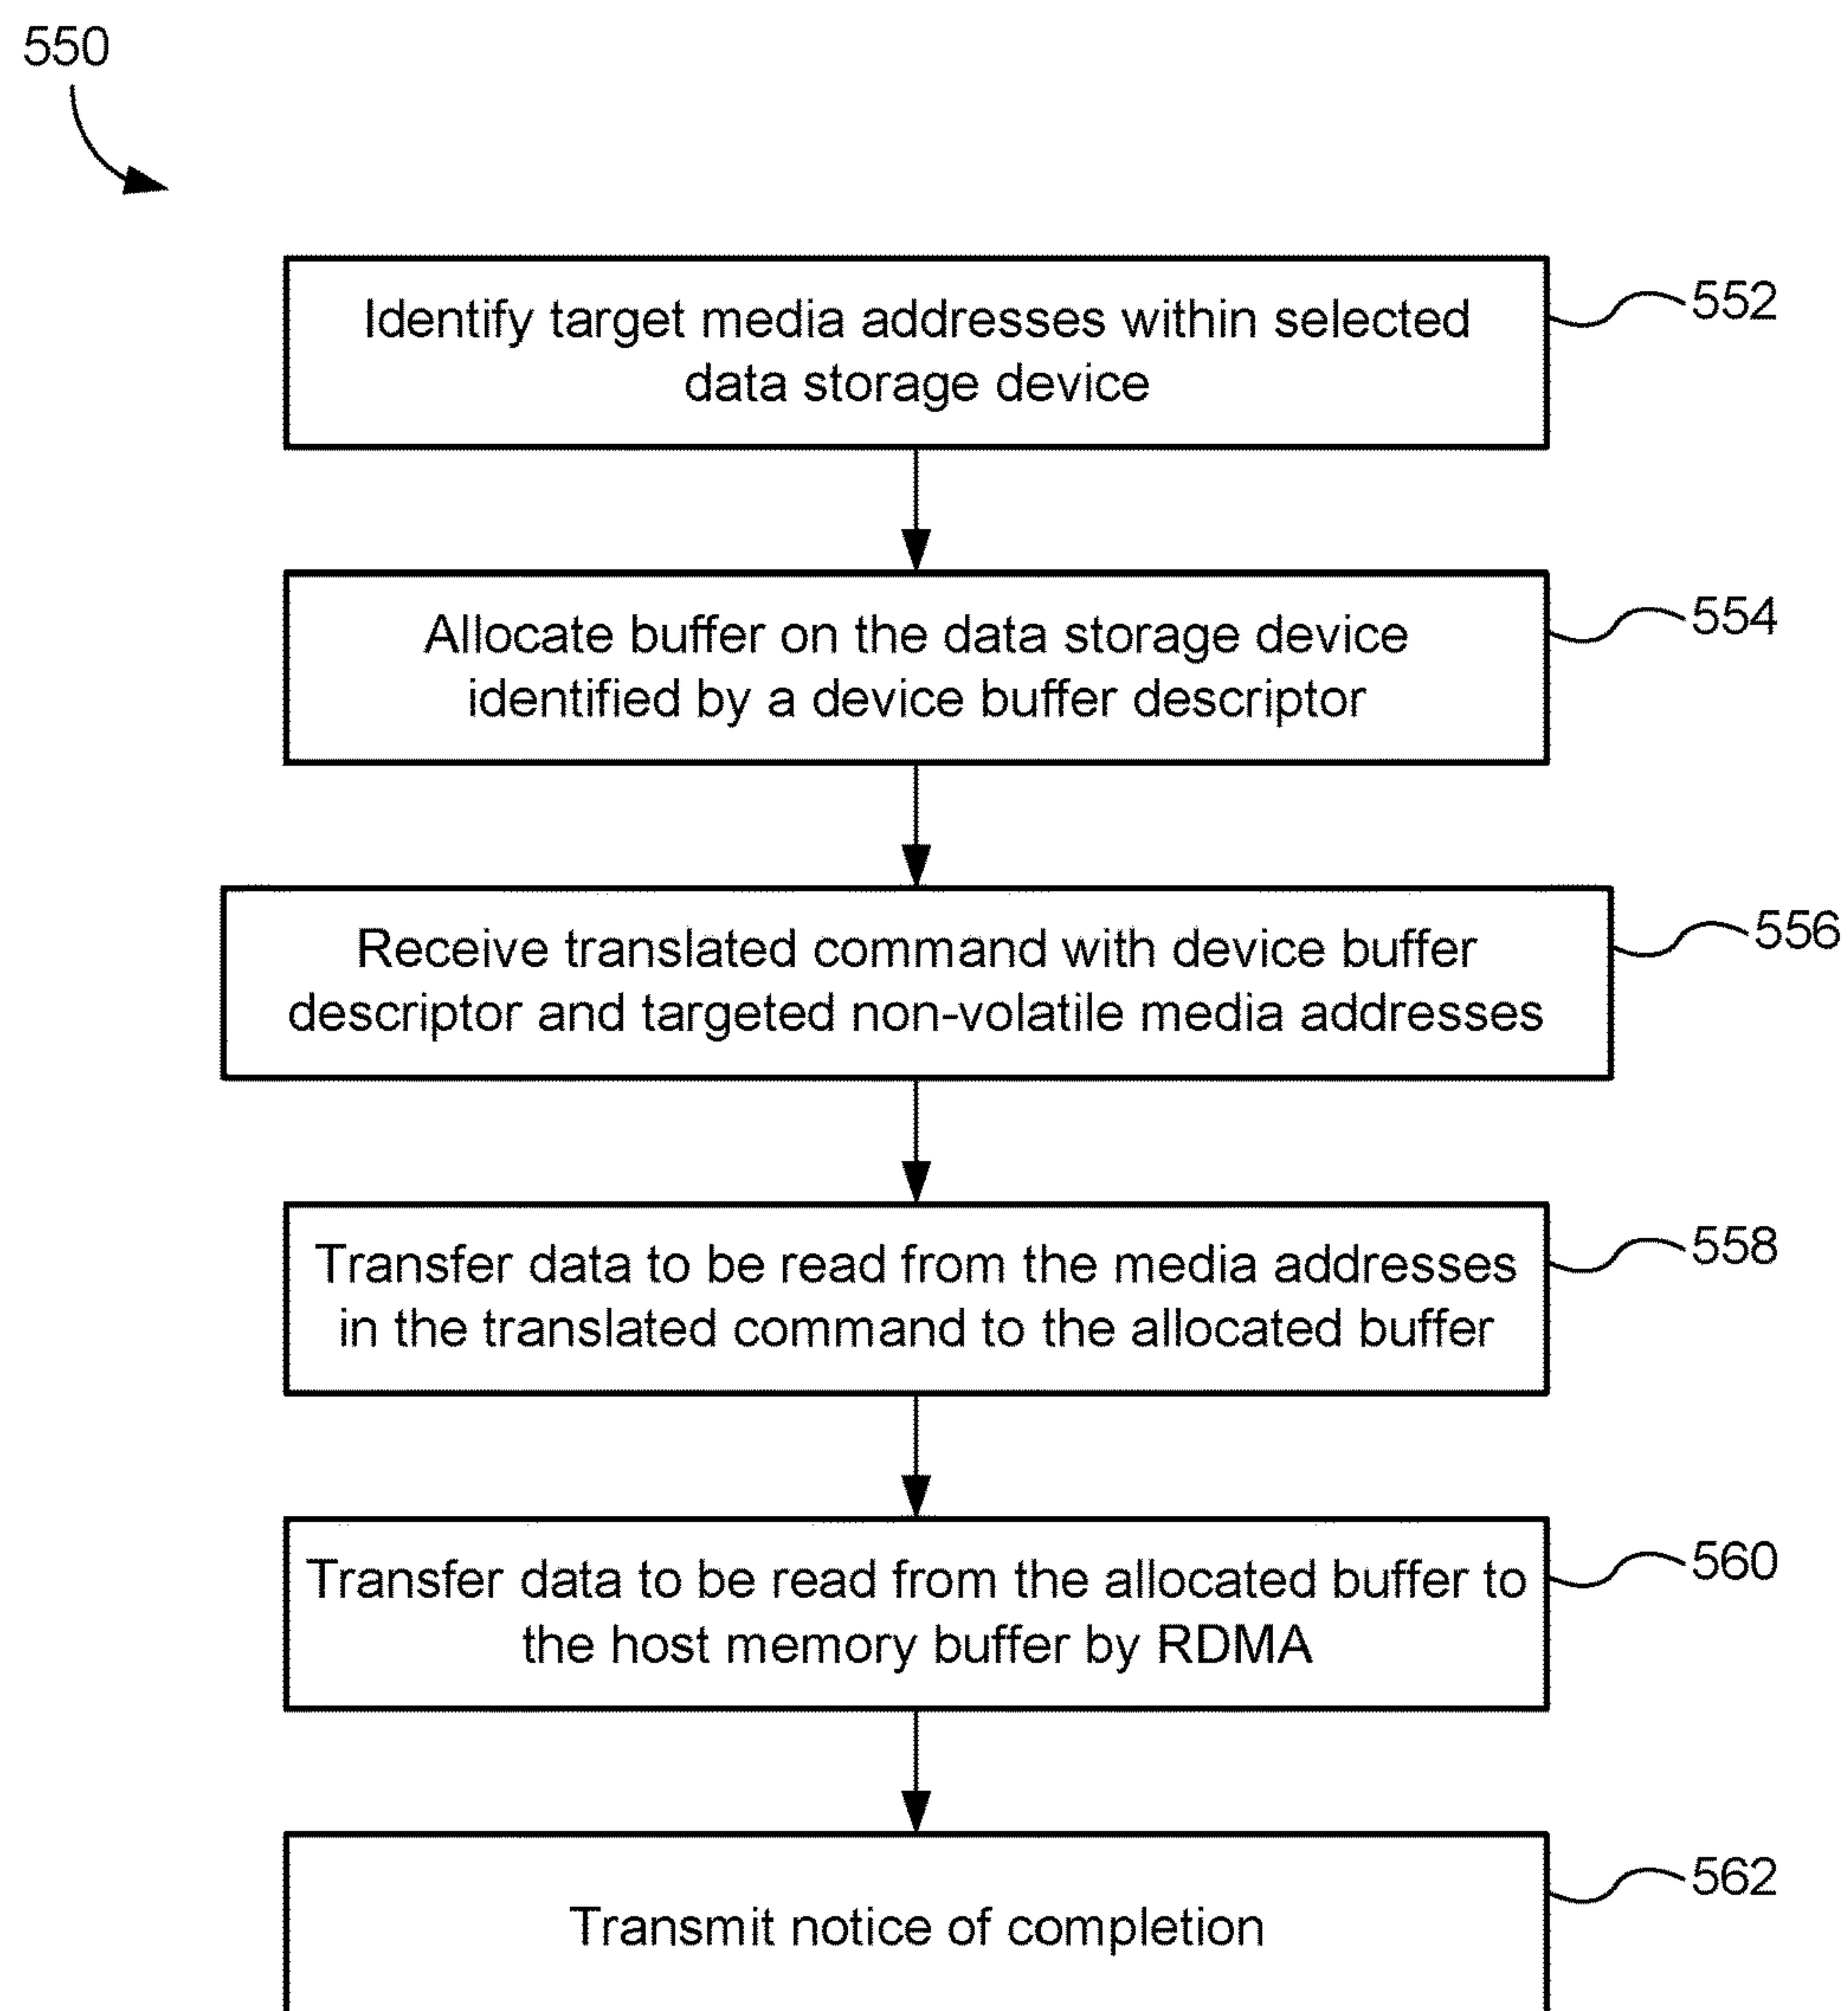 550
Identify target media addresses within selected
data storage device
552
Allocate buffer on the data storage device
identified by a device buffer descriptor
554
Receive translated command with device buffer
descriptor and targeted non-volatile media addresses
556
Transfer data to be read from the media addresses
in the translated command to the allocated buffer
558
Transfer data to be read from the allocated buffer to
the host memory buffer by RDMA
560
Transmit notice of completion
562